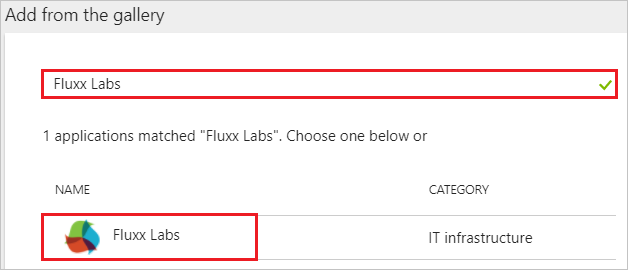 Add from the gallery
Fluxx Labs
1 applications matched "Fluxx Labs". Choose one below or
NAME CATEGORY
Fluxx Labs IT infrastructure